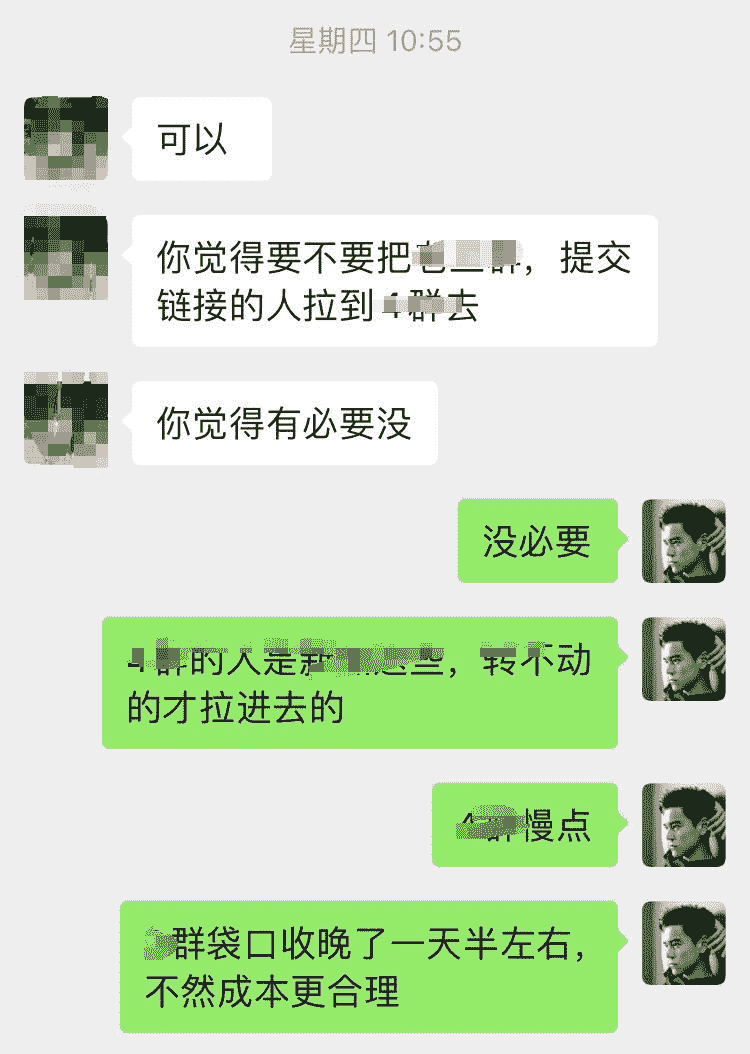 星期四 10:55
可以
你觉得要不要把 ，提交
链接的人拉到 群去
你觉得有必要没
没必要
群的人是 ，转不动
的才拉进去的
慢点
群袋口收晚了一天半左右，
不然成本更合理